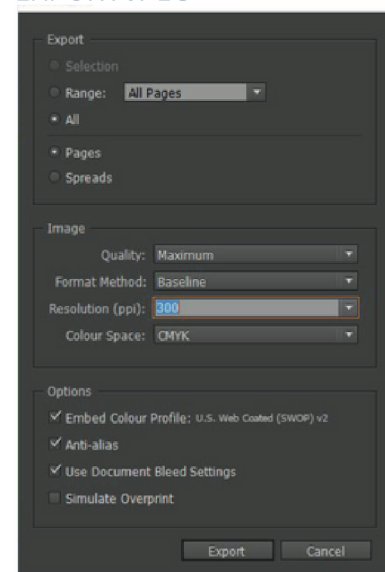 Export
Selection
Range: All Pages
All
Pages
Spreads
Image
Quality: Maximum
Format Method: Baseline
Resolution (ppi): 300
Colour Space: CMYK
Options
Embed Colour Profile: U.S. Web Coated (SWOP) v2
Anti-alias
Use Document Bleed Settings
Simulate Overprint
Export Cancel